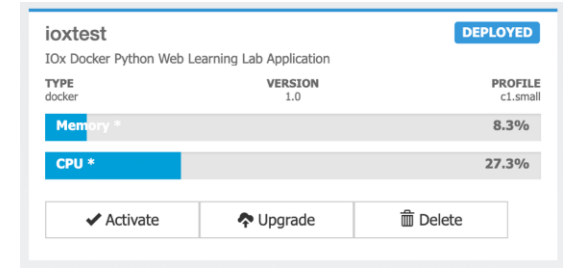 ioxtest DEPLOYED
IOx Docker Python Web Learning Lab Application
TYPE VERSION PROFILE
docker 1.0 c1.small
Memory * 8.3%
CPU * 27.3%
Activate Upgrade Delete